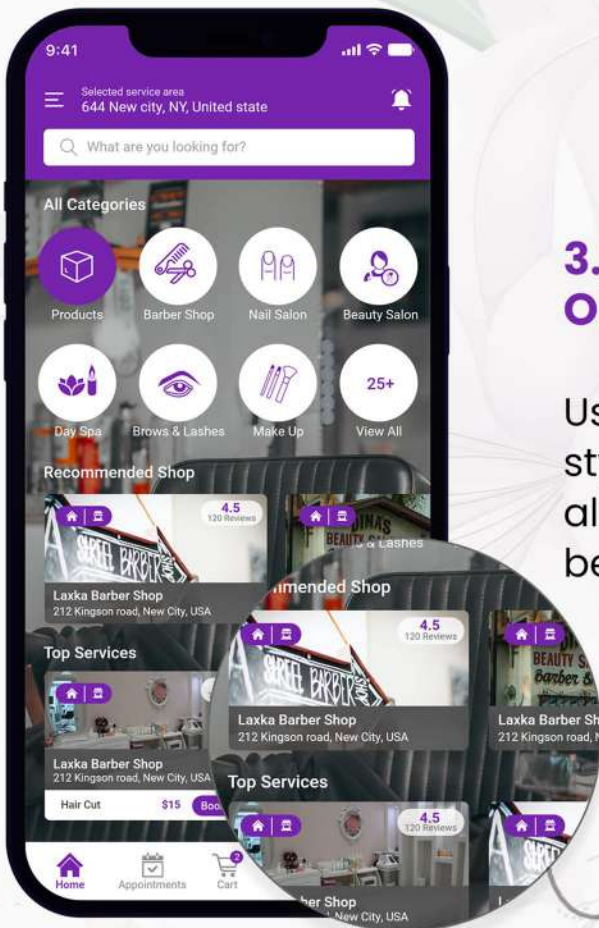 9:41
Selected service area
644 New city, NY, United state
What are you looking for?
All Categories
Products
Barber Shop
Nail Salon
Beauty Salon
Day Spa
Brows & Lashes
Make Up
25+
View All
Recommended Shop
4.5
120 Reviews
Laxka Barber Shop
212 Kingson road, New City, USA
Top Services
Laxka Barber Shop
212 Kingson road, New City, USA
Hair Cut
$15
Home
Appointments
Cart
2
& Lashes
mmended Shop
4.5
120 Reviews
BARBER
BEAUTY
Laxka Barber Shop
212 Kingson road, New City, USA
Laxka Barber Sh
212 Kingson road, N
Top Services
4.5
120 Reviews
ber Shop
New City, USA
3.